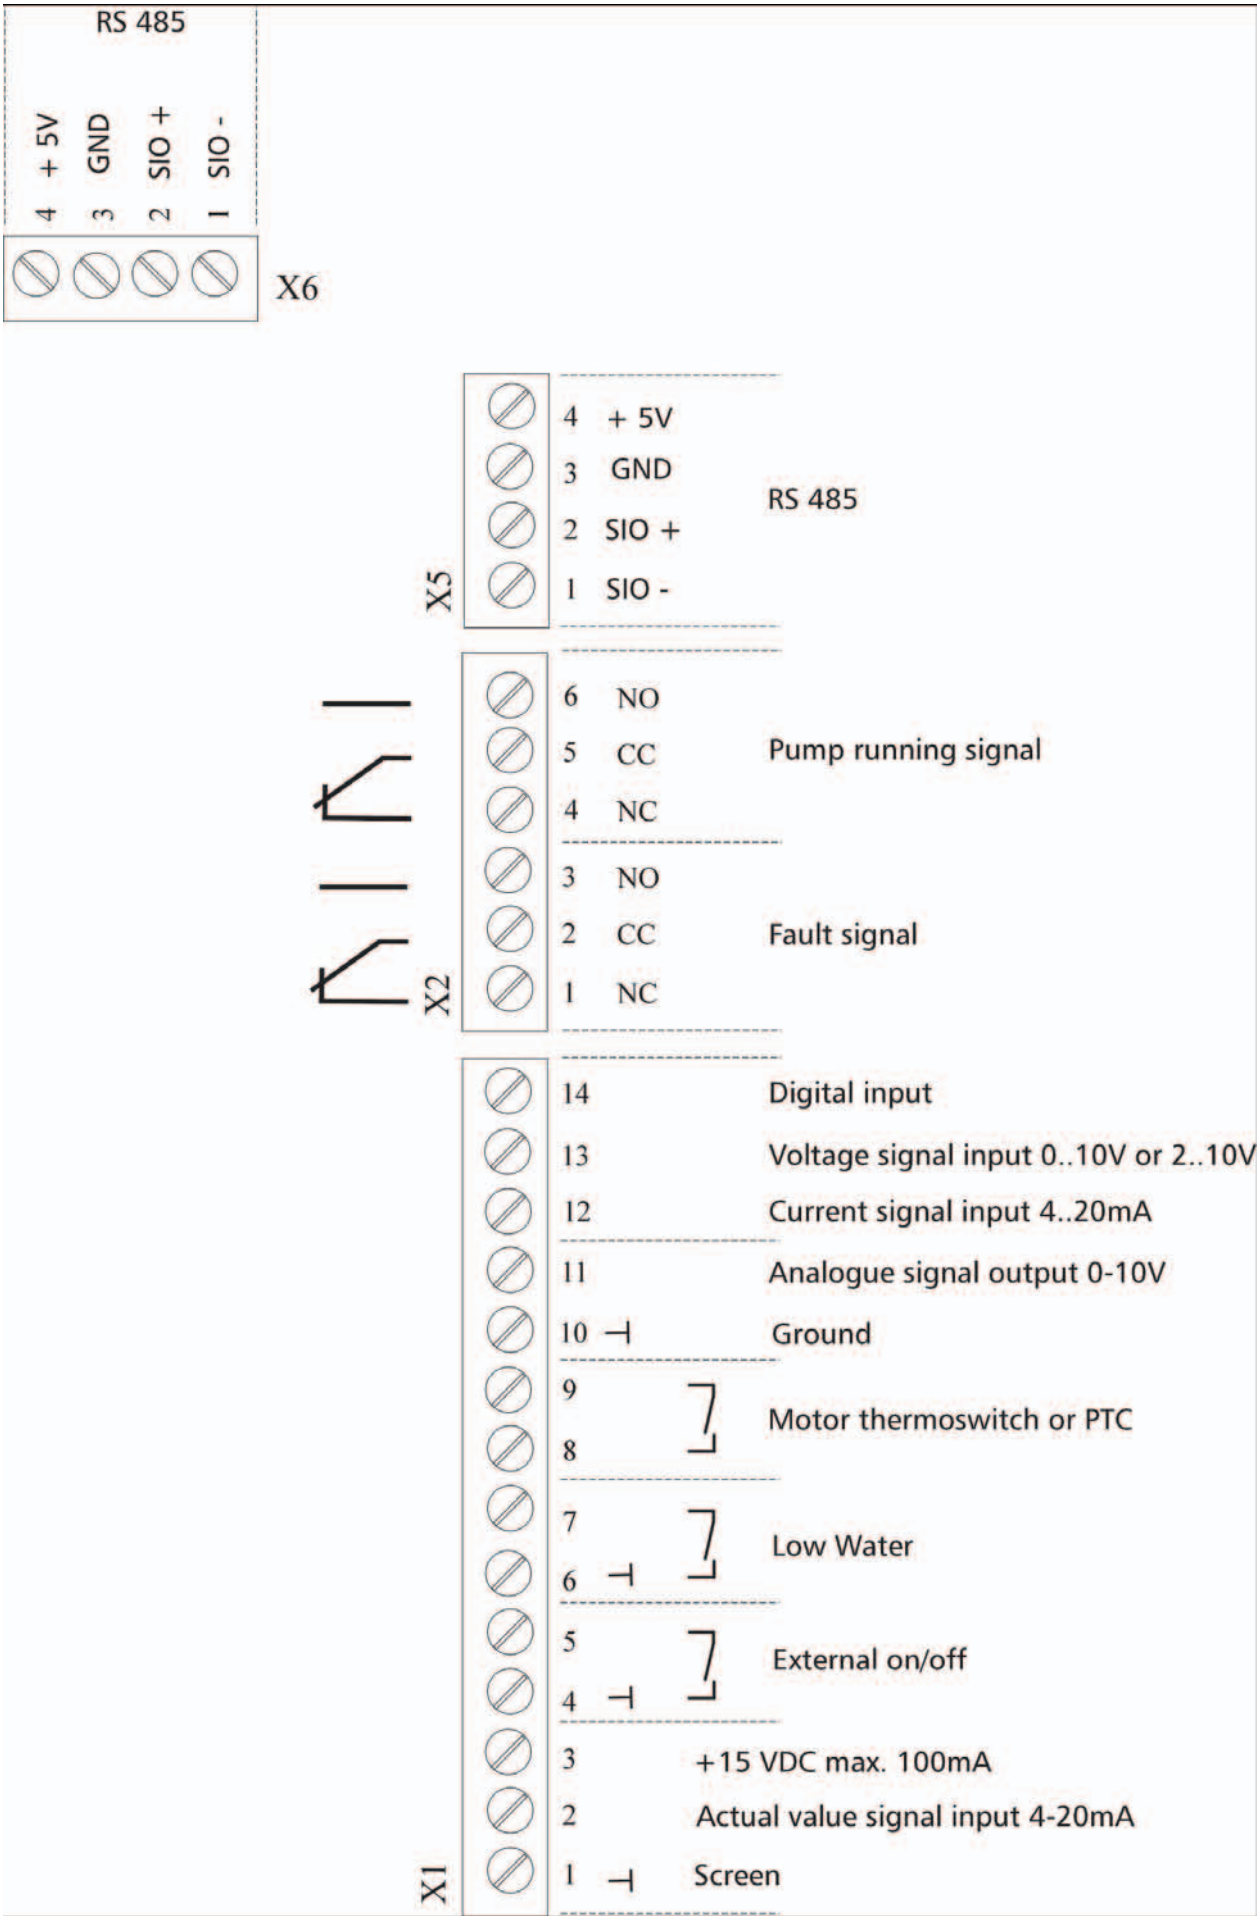 RS 485
4 + 5V
3 GND
2 SIO +
1 SIO -
X6
4 + 5V
3 GND
RS 485
2 SIO +
1 SIO -
X5
6 NO
5 CC Pump running signal
4 NC
3 NO
2 CC Fault signal
1 NC
X2
14 Digital input
13 Voltage signal input 0..10V or 2..10V
12 Current signal input 4..20mA
11 Analogue signal output 0-10V
10 Ground
9
Motor thermoswitch or PTC
8
7
Low Water
6
5
External on/off
4
3 +15 VDC max. 100mA
2 Actual value signal input 4-20mA
1 Screen
X1